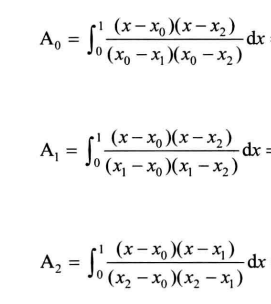 A₀ = ∫₀¹ (x − x₀)(x − x₂) / (x₀ − x₁)(x₀ − x₂) dx =
A₁ = ∫₀¹ (x − x₀)(x − x₂) / (x₁ − x₀)(x₁ − x₂) dx =
A₂ = ∫₀¹ (x − x₀)(x − x₁) / (x₂ − x₀)(x₂ − x₁) dx